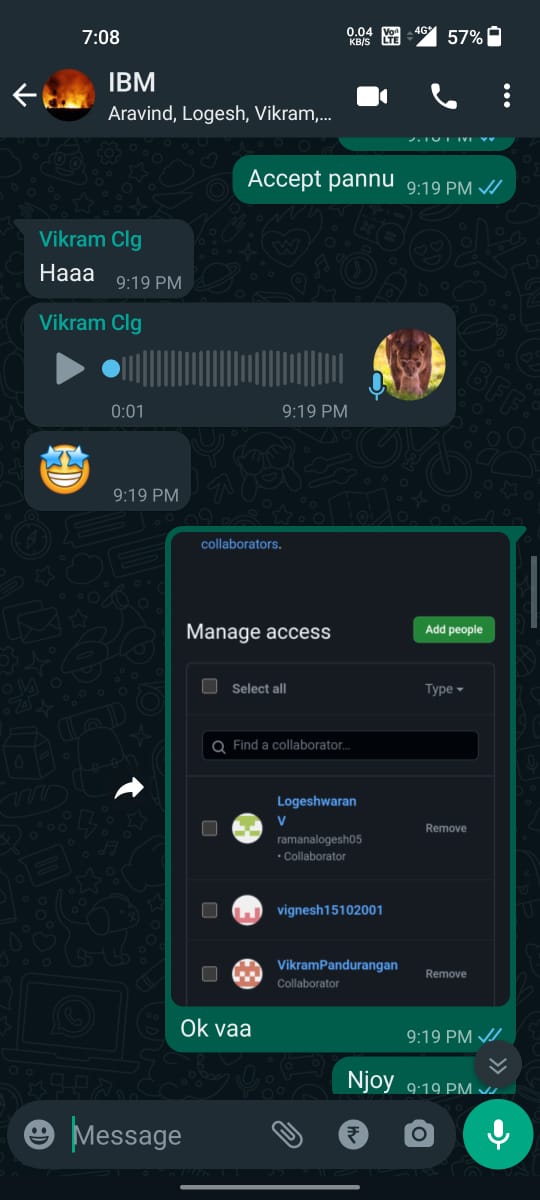 7:08
0.04 KB/S VoLTE 4G+ 57%
IBM
Aravind, Logesh, Vikram,...
Accept pannu 9:19 PM
Vikram Clg
Haaa 9:19 PM
Vikram Clg
0:01 9:19 PM
9:19 PM
collaborators.
Manage access Add people
Select all Type
Find a collaborator...
Logeshwaran
V
ramanalogesh05 Remove
• Collaborator
vignesh15102001
VikramPandurangan Remove
Collaborator
Ok vaa 9:19 PM
Njoy 9:19 PM
Message ₹